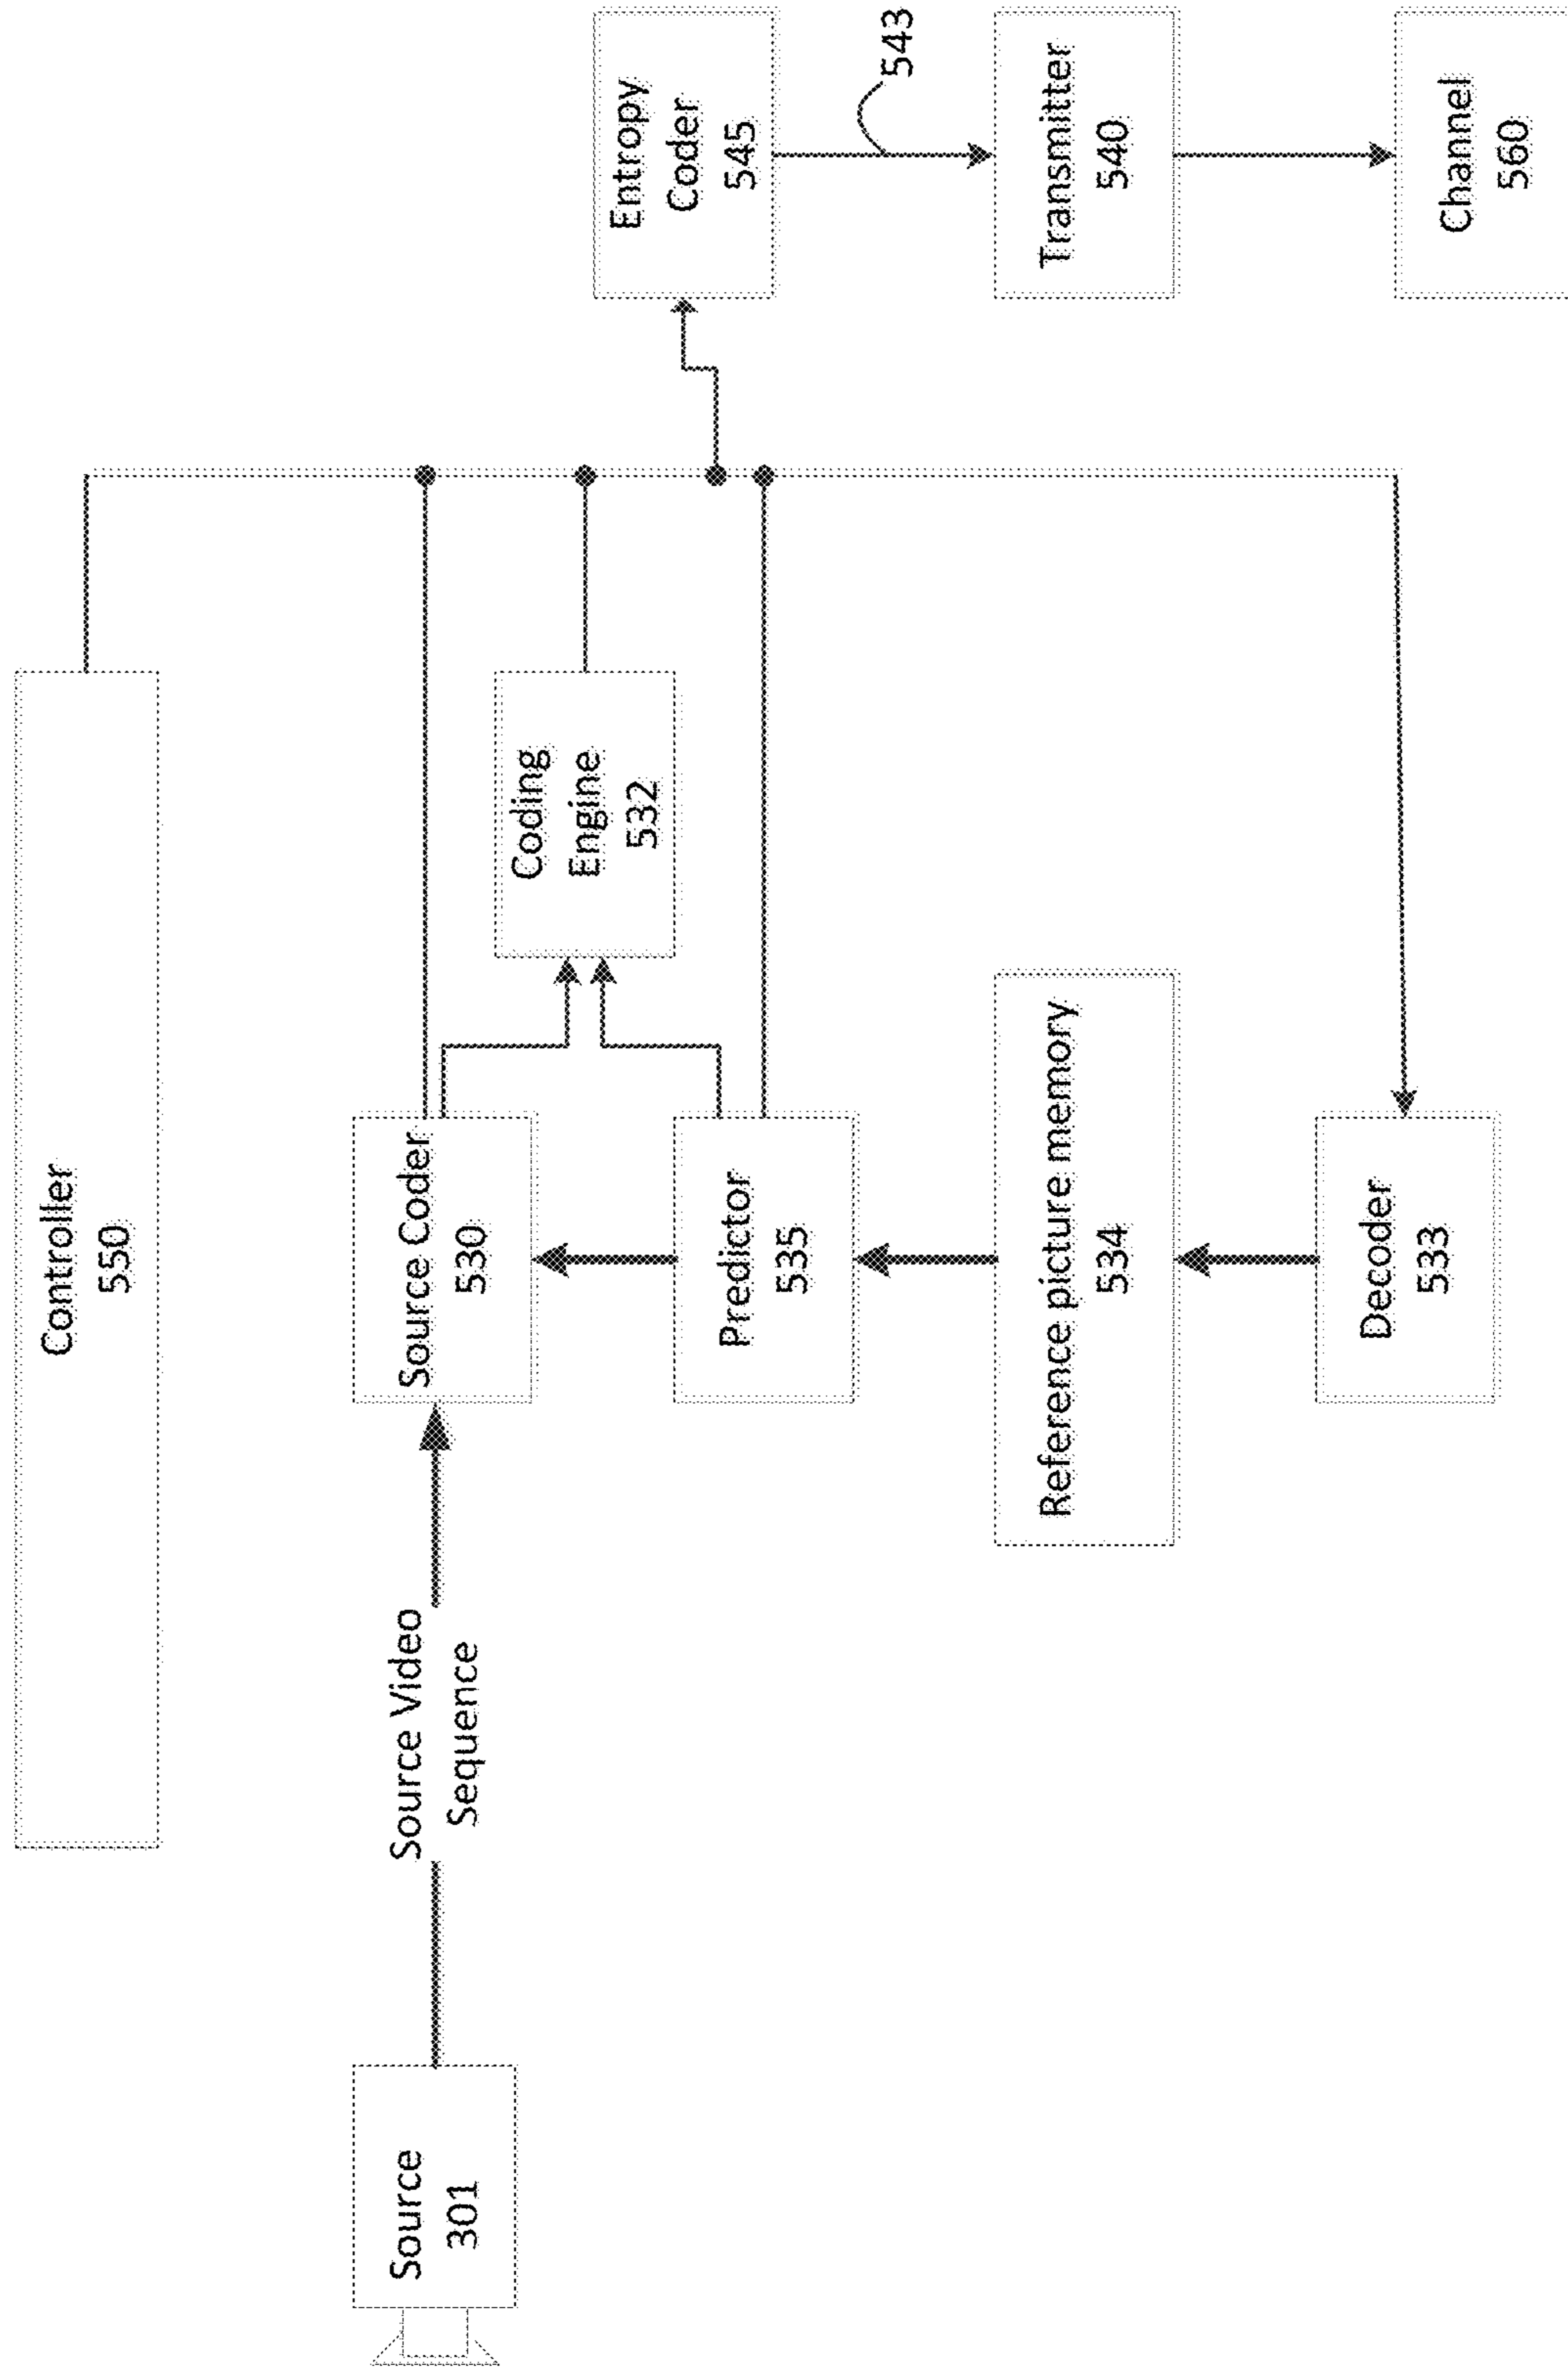 Controller
550
Source
301
Source Video
Sequence
Source Coder
530
Coding
Engine
532
Predictor
535
Entropy
Coder
545
543
Reference picture memory
534
Transmitter
540
Decoder
533
Channel
560